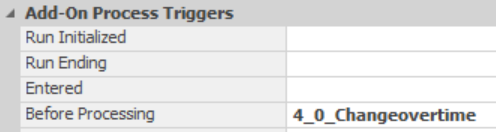 Add-On Process Triggers
Run Initialized
Run Ending
Entered
Before Processing 4_0_Changeovertime